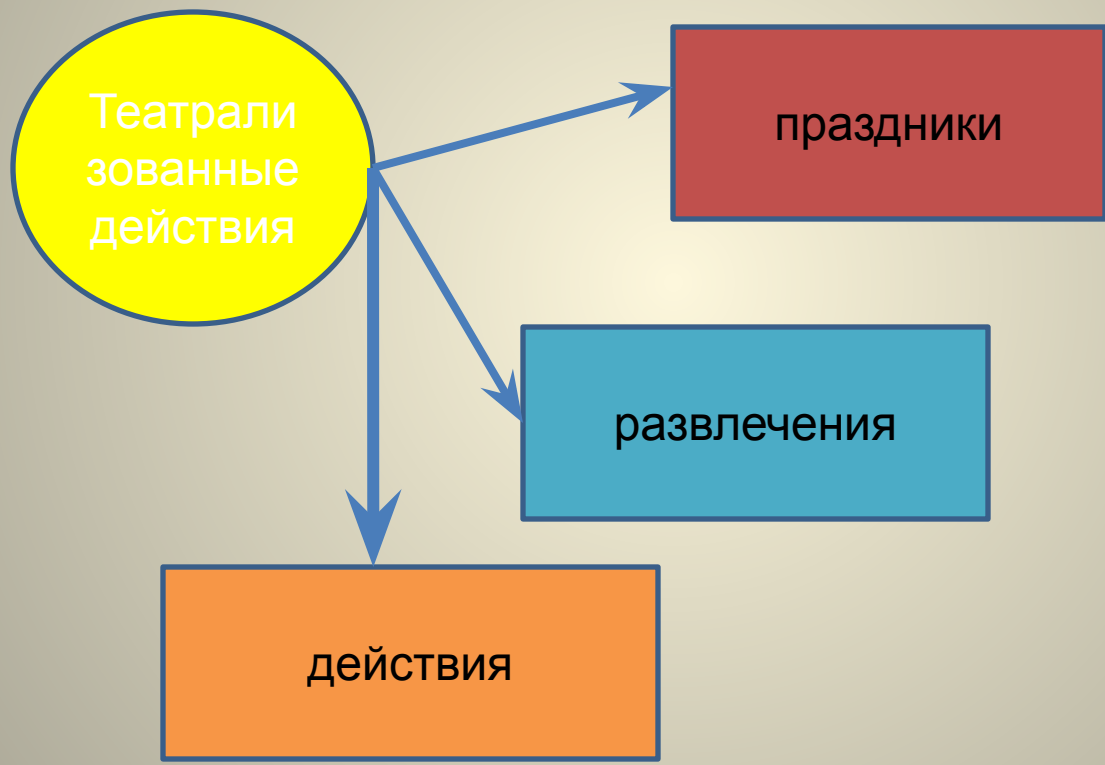 Театрали
зованные
действия
праздники
развлечения
действия